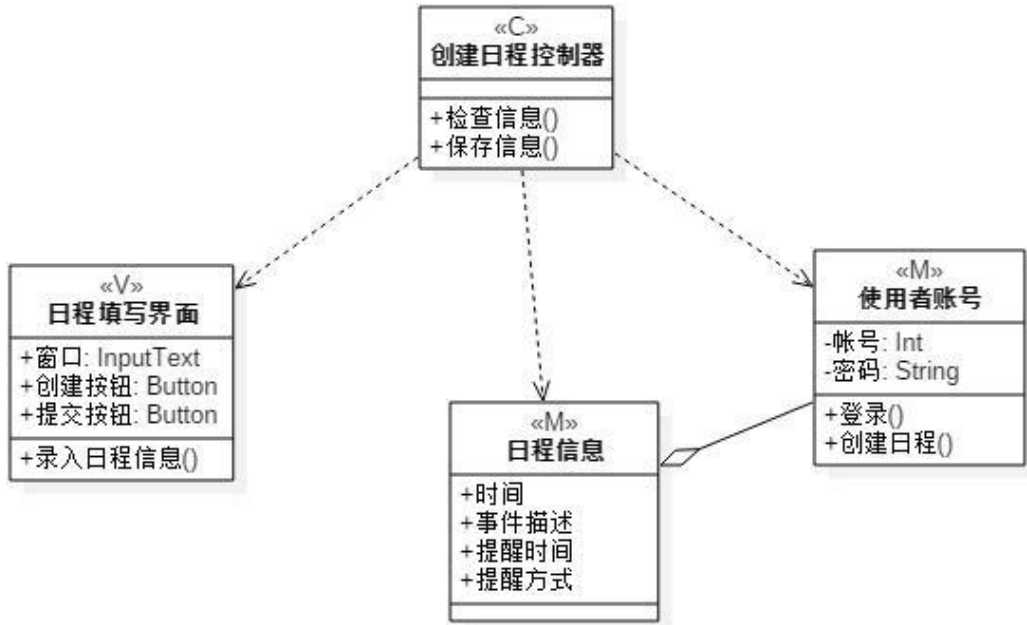 «C»
创建日程控制器
+检查信息()
+保存信息()
«V»
日程填写界面
+窗口: InputText
+创建按钮: Button
+提交按钮: Button
+录入日程信息()
«M»
日程信息
+时间
+事件描述
+提醒时间
+提醒方式
«M»
使用者账号
-帐号: Int
-密码: String
+登录()
+创建日程()